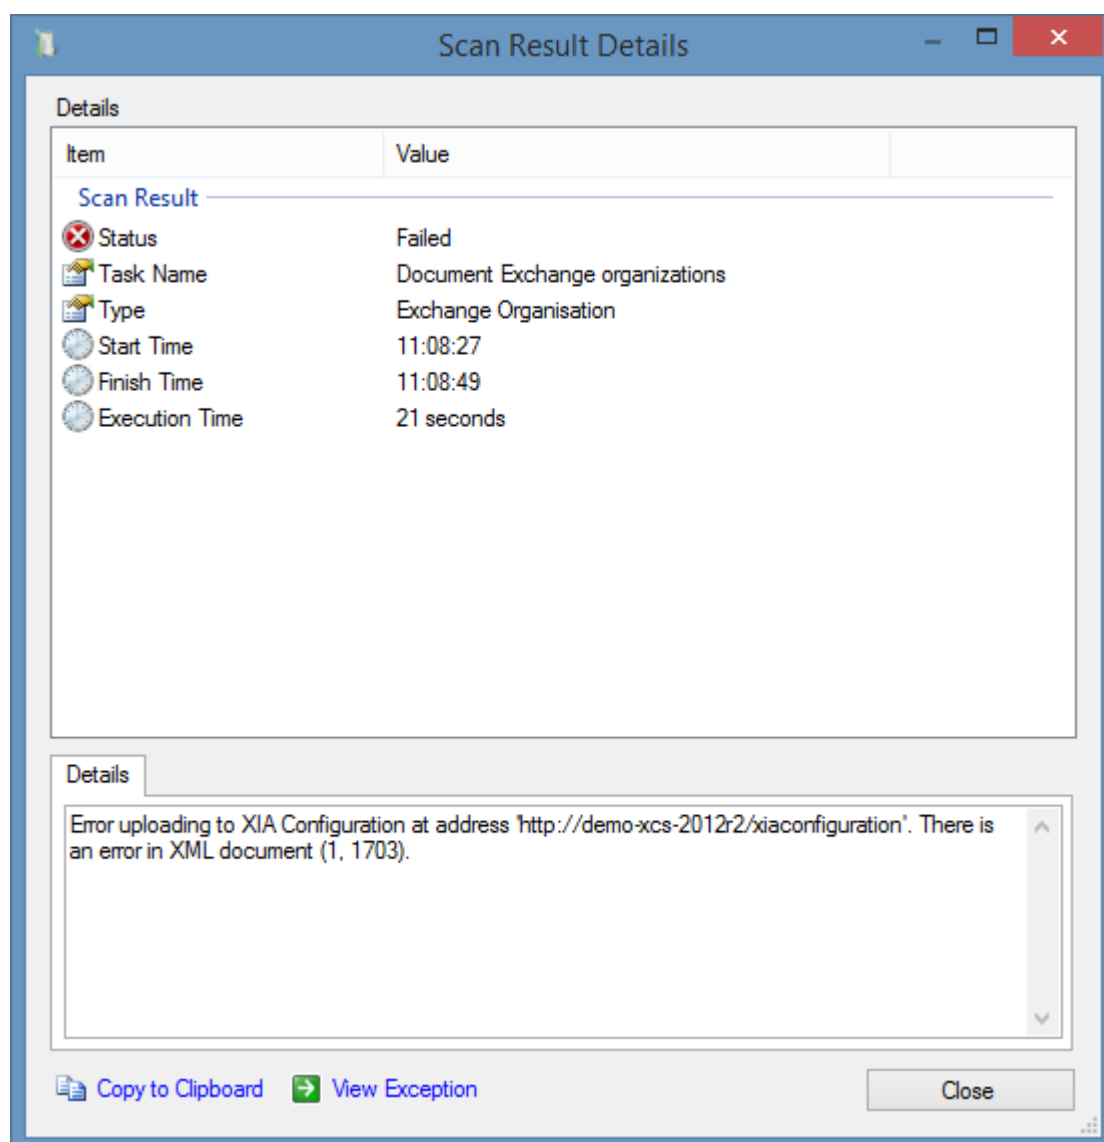 Scan Result Details
Details
Item Value
Scan Result
Status Failed
Task Name Document Exchange organizations
Type Exchange Organisation
Start Time 11:08:27
Finish Time 11:08:49
Execution Time 21 seconds
Details
Error uploading to XIA Configuration at address 'http://demo-xcs-2012r2/xiaconfiguration'. There is
an error in XML document (1, 1703).
Copy to Clipboard View Exception Close